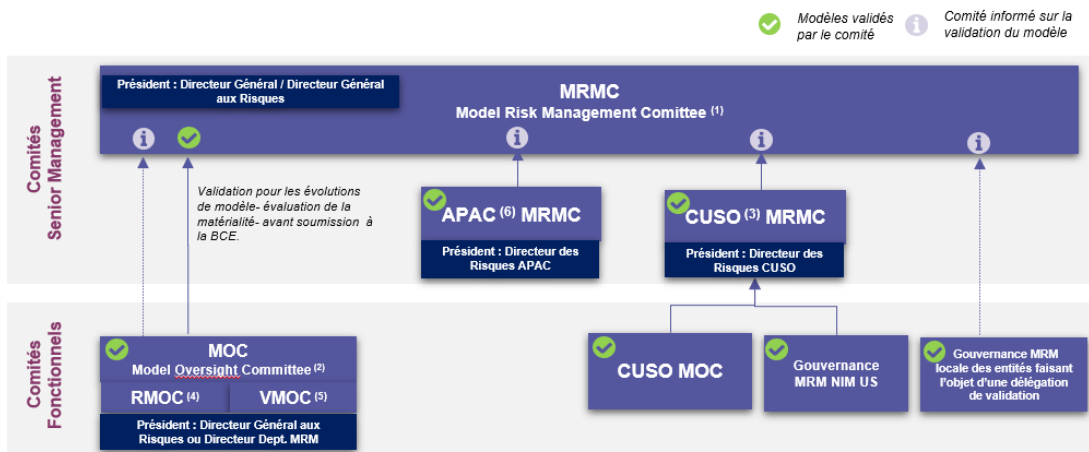 Modèles validés
par le comité
Comité informé sur la
validation du modèle
Comités
Senior Management
Président : Directeur Général / Directeur Général
aux Risques
MRMC
Model Risk Management Comittee (1)
Validation pour les évolutions
de modèle- évaluation de la
matérialité- avant soumission à
la BCE.
APAC (6) MRMC
Président : Directeur des
Risques APAC
CUSO (3) MRMC
Président : Directeur des
Risques CUSO
Comités
Fonctionnels
MOC
Model Oversight Committee (2)
RMOC (4)
VMOC (5)
Président : Directeur Général aux
Risques ou Directeur Dept. MRM
CUSO MOC
Gouvernance
MRM NIM US
Gouvernance MRM
locale des entités faisant
l'objet d'une délégation
de validation